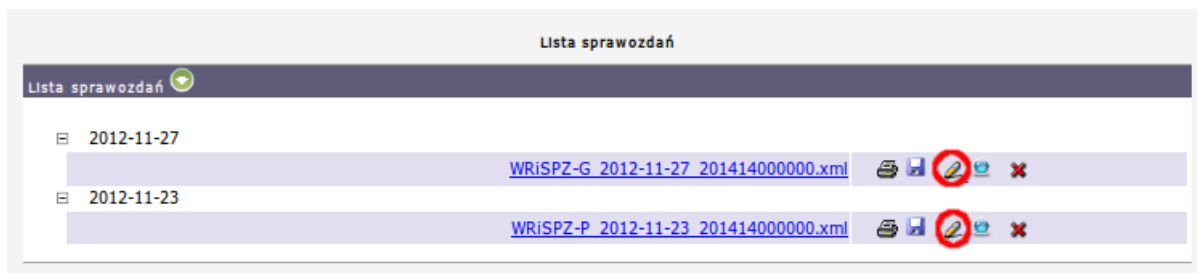 Lista sprawozdań
Lista sprawozdań
2012-11-27
WRiSPZ-G_2012-11-27_201414000000.xml
2012-11-23
WRiSPZ-P_2012-11-23_201414000000.xml